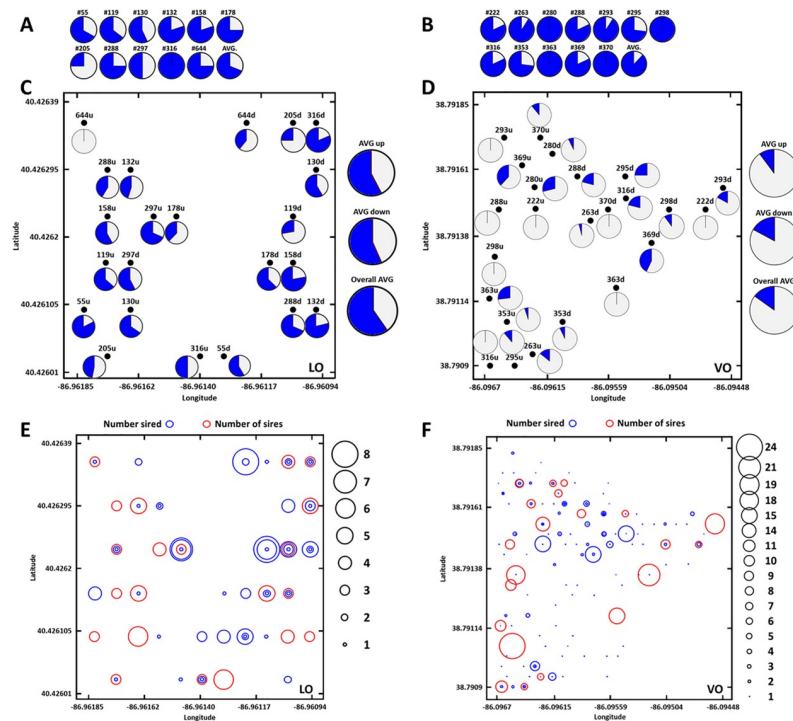 A
#55 #119 #130 #132 #158 #178
#205 #288 #297 #316 #644 AVG.
B
#222 #263 #280 #288 #293 #295 #298
#316 #353 #363 #369 #370 AVG.
C
40.42639
40.426295
40.4262
40.426105
40.42601
Latitude
644u 644d 205d 316d
288u 132u 130d
158u 297u 178u 119d
119u 297d 178d 158d
55u 130u 288d 132d
205u 316u 55d LO
-86.96185 -86.96162 -86.96140 -86.96117 -86.96094
Longitude
AVG up
AVG down
Overall AVG
D
38.79185
38.79161
38.79138
38.79114
38.7909
Latitude
293u 370u
280d
369u 288d 295d
280u 316d 293d
288u 222u 263d 370d 298d 222d
369d
298u
363u 363d
353u 353d
263u
316u 295u VO
-86.0967 -86.09615 -86.09559 -86.09504 -86.09448
Longitude
AVG up
AVG down
Overall AVG
E
Number sired Number of sires
40.42639
40.426295
40.4262
40.426105
40.42601
Latitude
LO
-86.96185 -86.96162 -86.96140 -86.96117 -86.96094
Longitude
8
7
6
5
4
3
2
1
F
Number sired Number of sires
38.79185
38.79161
38.79138
38.79114
38.7909
Latitude
VO
-86.0967 -86.09615 -86.09559 -86.09504 -86.09448
Longitude
24
21
19
18
15
14
11
10
9
8
7
6
5
4
3
2
1